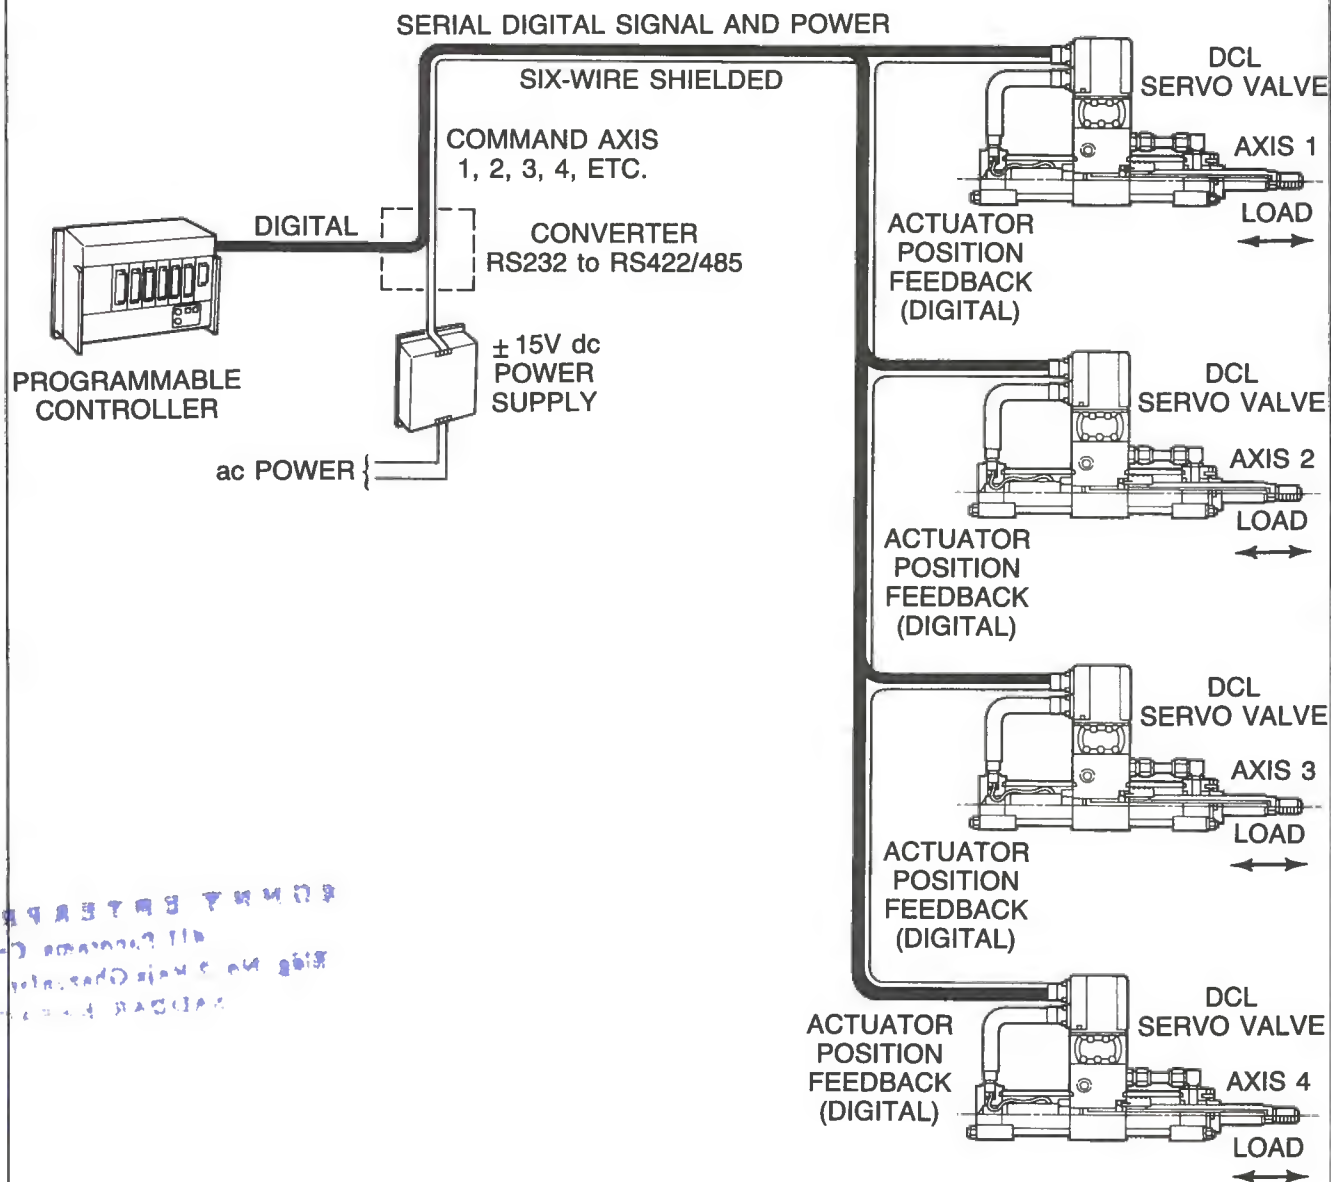 SERIAL DIGITAL SIGNAL AND POWER
SIX-WIRE SHIELDED
COMMAND AXIS
1, 2, 3, 4, ETC.
DIGITAL
CONVERTER
RS232 to RS422/485
PROGRAMMABLE
CONTROLLER
± 15V dc
POWER
SUPPLY
ac POWER
DCL
SERVO VALVE
AXIS 1
LOAD
ACTUATOR
POSITION
FEEDBACK
(DIGITAL)
DCL
SERVO VALVE
AXIS 2
LOAD
ACTUATOR
POSITION
FEEDBACK
(DIGITAL)
DCL
SERVO VALVE
AXIS 3
LOAD
ACTUATOR
POSITION
FEEDBACK
(DIGITAL)
DCL
SERVO VALVE
AXIS 4
LOAD
ACTUATOR
POSITION
FEEDBACK
(DIGITAL)